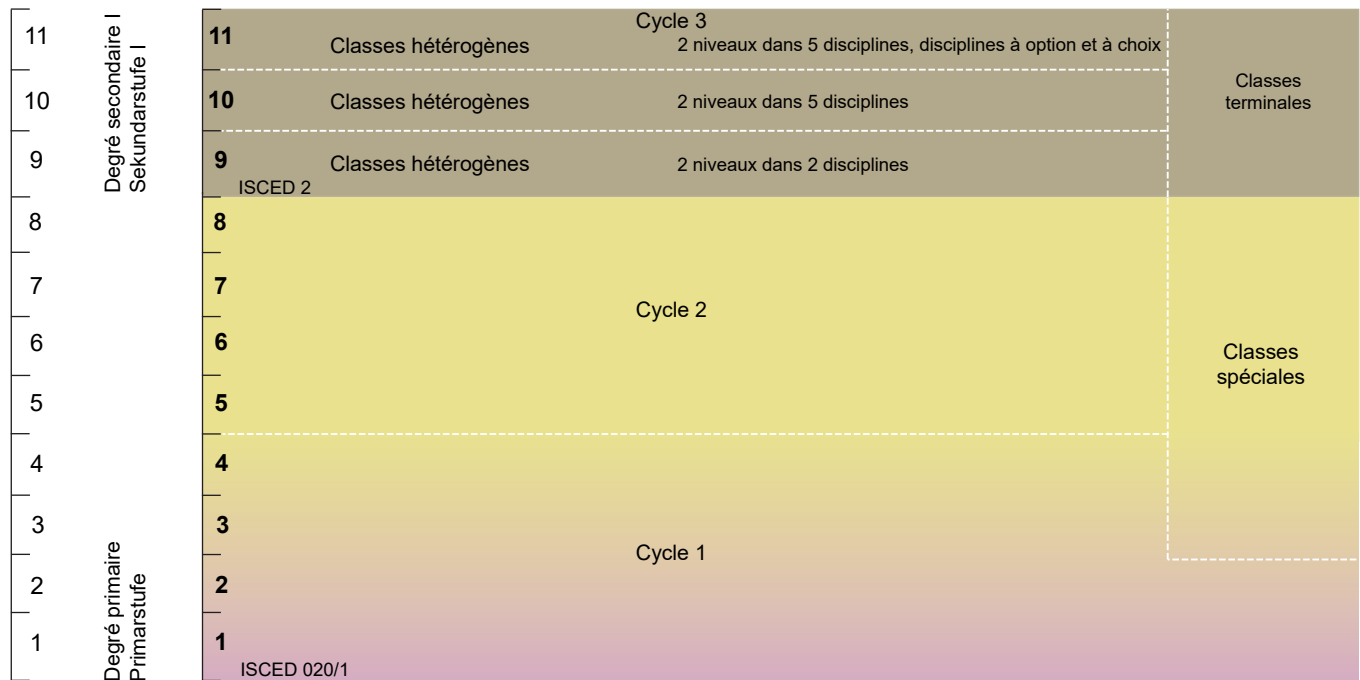 Cycle 3
11
Degré secondaire I
Sekundarstufe I
11
Classes hétérogènes
2 niveaux dans 5 disciplines, disciplines à option et à choix
10
10
Classes hétérogènes
2 niveaux dans 5 disciplines
Classes
terminales
9
9
Classes hétérogènes
2 niveaux dans 2 disciplines
ISCED 2
8
8
7
7
Cycle 2
6
6
Classes
spéciales
5
5
4
4
3
3
Cycle 1
2
2
Degré primaire
Primarstufe
1
1
ISCED 020/1